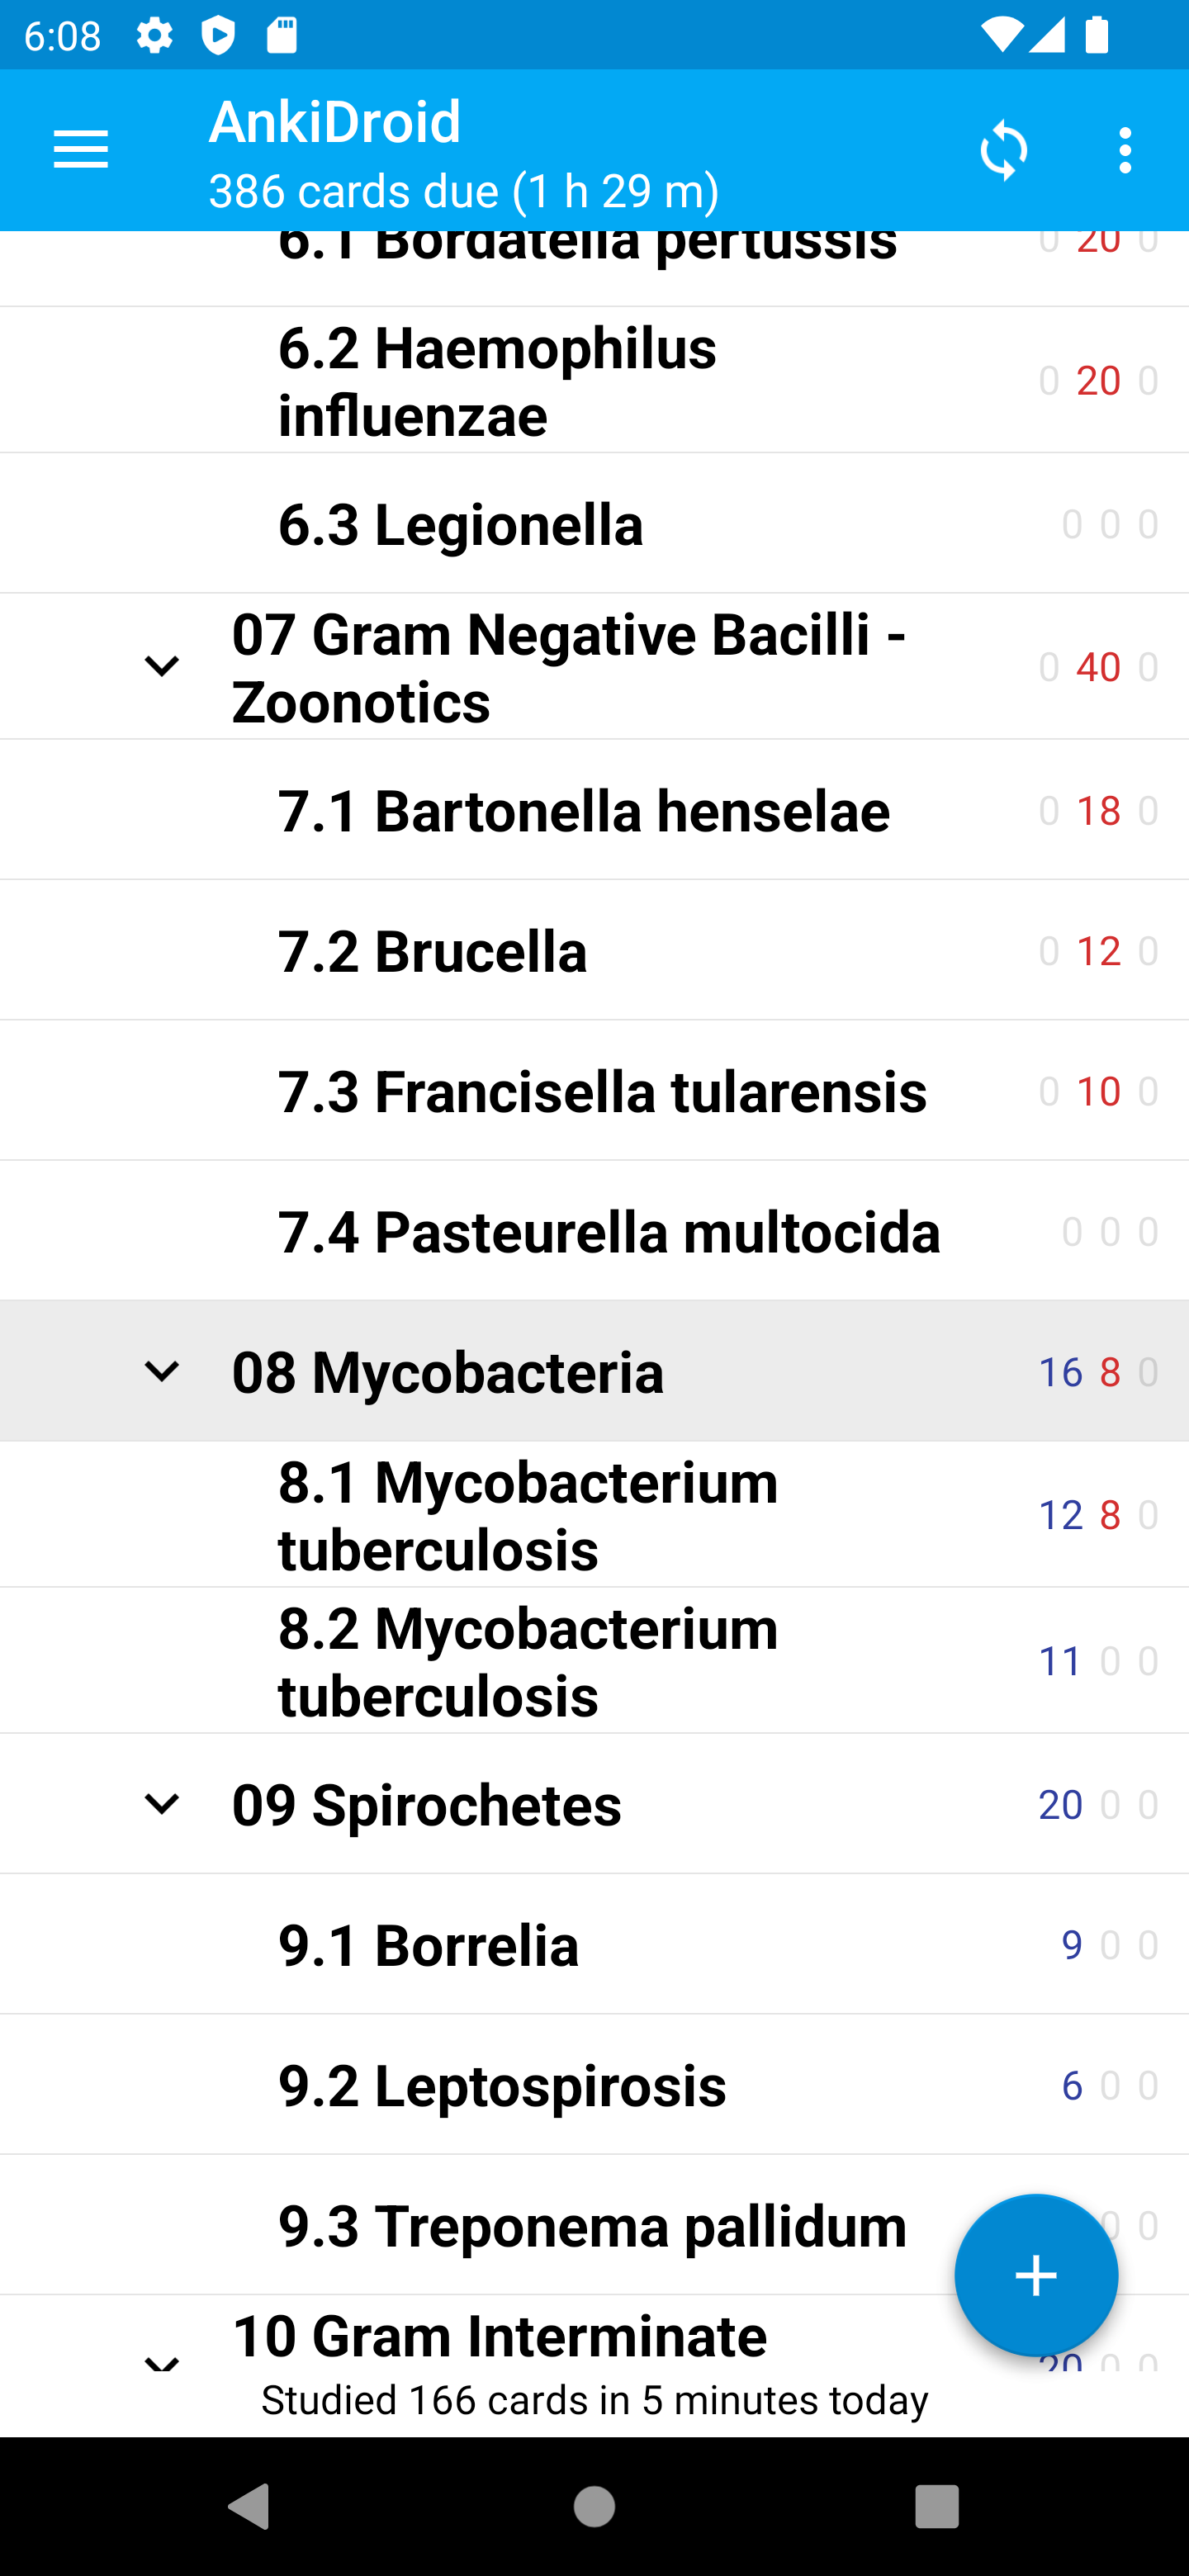 6:08
AnkiDroid
386 cards due (1 h 29 m)
6.1 Bordatella pertussis 0 20 0
6.2 Haemophilus
influenzae 0 20 0
6.3 Legionella 0 0 0
07 Gram Negative Bacilli -
Zoonotics 0 40 0
7.1 Bartonella henselae 0 18 0
7.2 Brucella 0 12 0
7.3 Francisella tularensis 0 10 0
7.4 Pasteurella multocida 0 0 0
08 Mycobacteria 16 8 0
8.1 Mycobacterium
tuberculosis 12 8 0
8.2 Mycobacterium
tuberculosis 11 0 0
09 Spirochetes 20 0 0
9.1 Borrelia 9 0 0
9.2 Leptospirosis 6 0 0
9.3 Treponema pallidum 0 0
10 Gram Interminate 20 0 0
Studied 166 cards in 5 minutes today